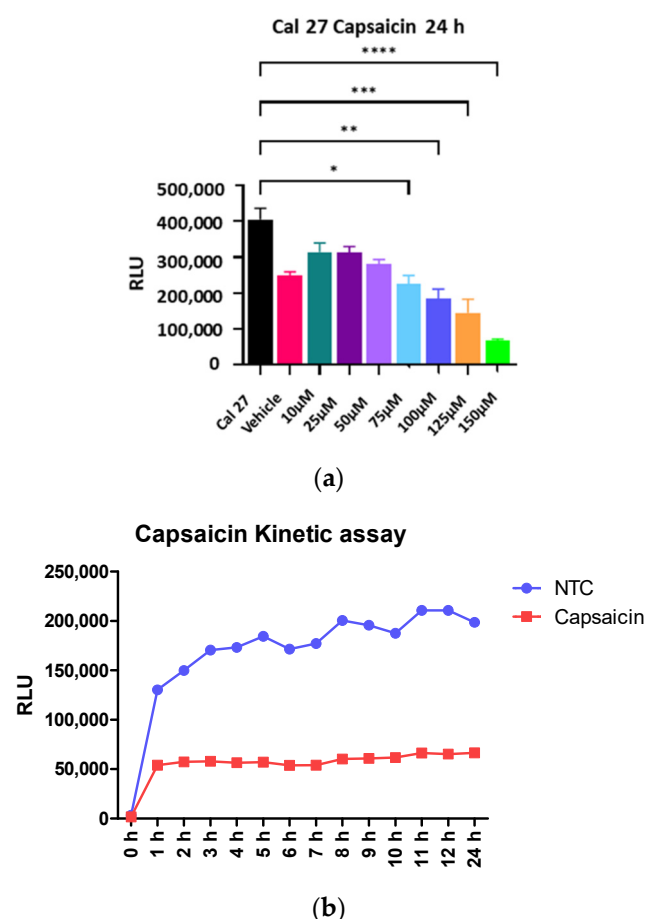 Cal 27 Capsaicin 24 h
****
***
**
*
500,000
400,000
300,000
200,000
100,000
0
RLU
Cal 27
Vehicle
10µM
25µM
50µM
75µM
100µM
125µM
150µM
(a)
Capsaicin Kinetic assay
250,000
200,000
150,000
100,000
50,000
0
RLU
NTC
Capsaicin
0 h
1 h
2 h
3 h
4 h
5 h
6 h
7 h
8 h
9 h
10 h
11 h
12 h
24 h
(b)